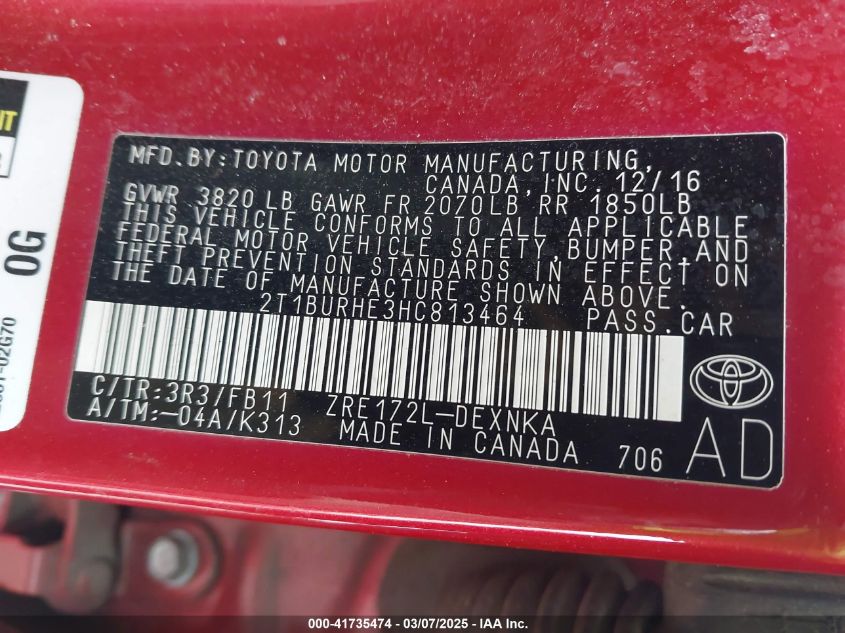 MFD.BY:TOYOTA MOTOR MANUFACTURING,
CANADA,INC. 12/16
GVWR 3820 LB GAWR FR 2070LB RR 1850LB
THIS VEHICLE CONFORMS TO ALL APPLICABLE
FEDERAL MOTOR VEHICLE SAFETY,BUMPER,AND
THEFT PREVENTION STANDARDS IN EFFECT ON
THE DATE OF MANUFACTURE SHOWN ABOVE.
2T1BURHE3HC813464 PASS.CAR
C/TR:3R3/FB11 ZRE172L-DEXNKA
A/TM:-04A/K313 MADE IN CANADA 706
AD
0G
000-41735474 - 03/07/2025 - IAA Inc.